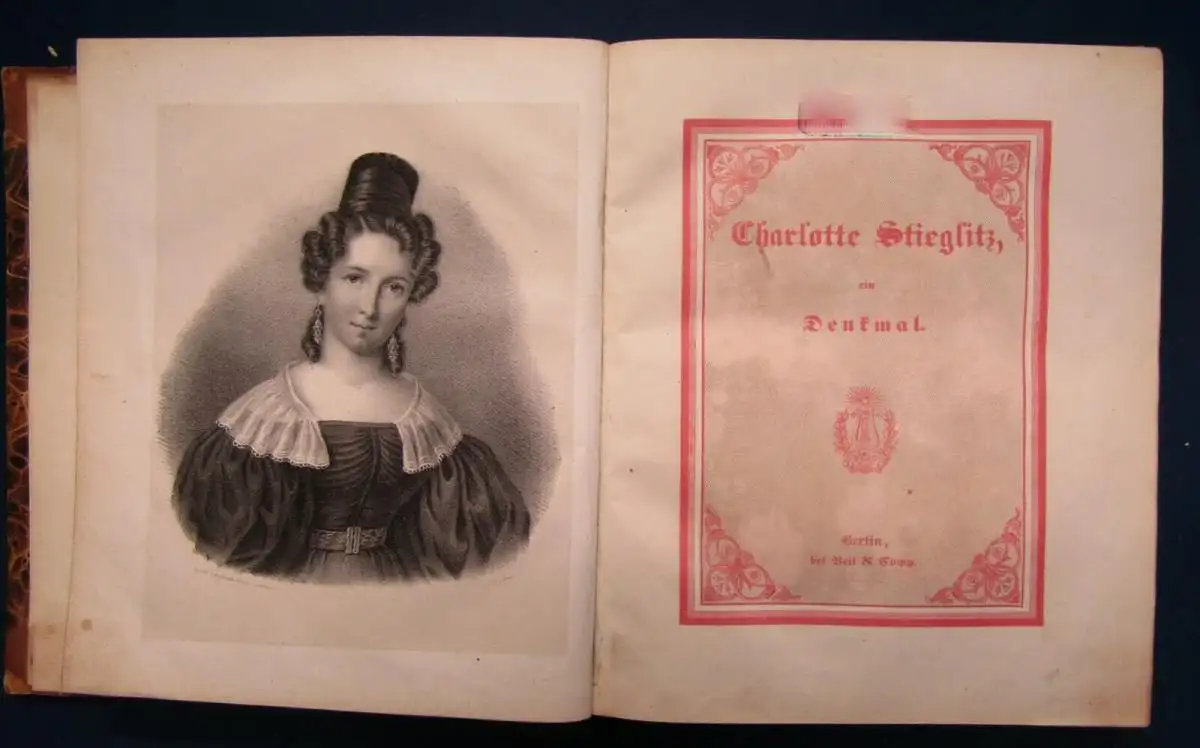 Charlotte Stieglitz,
ein
Denkmal.
Berlin,
bei Veit & Comp.